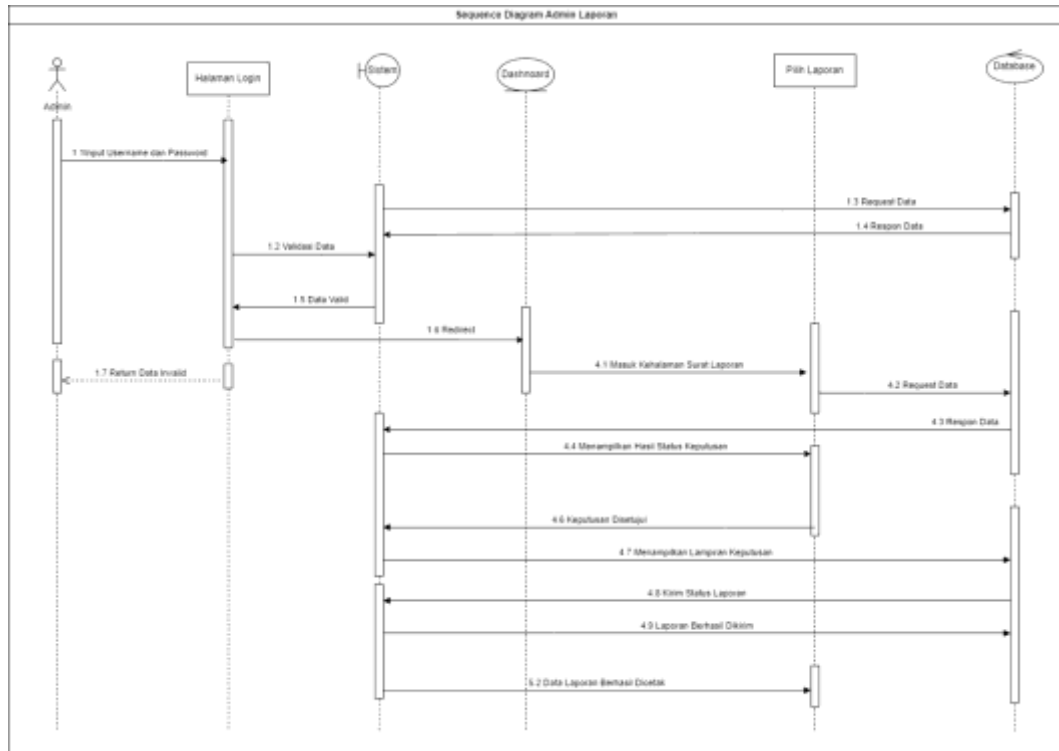 Sequence Diagram Admin Laporan
Admin
Halaman Login
Sistem
Dashboard
Pilih Laporan
Database
1.1Input Username dan Password
1.3 Request Data
1.4 Respon Data
1.2 Validasi Data
1.5 Data Valid
1.6 Redirect
1.7 Return Data Invalid
4.1 Masuk Kehalaman Surat Laporan
4.2 Request Data
4.3 Respon Data
4.4 Menampilkan Hasil Status Keputusan
4.6 Keputusan Disetujui
4.7 Menampilkan Lampiran Keputusan
4.8 Kirim Status Laporan
4.9 Laporan Berhasil Dikirim
5.2 Data Laporan Berhasil Dicetak